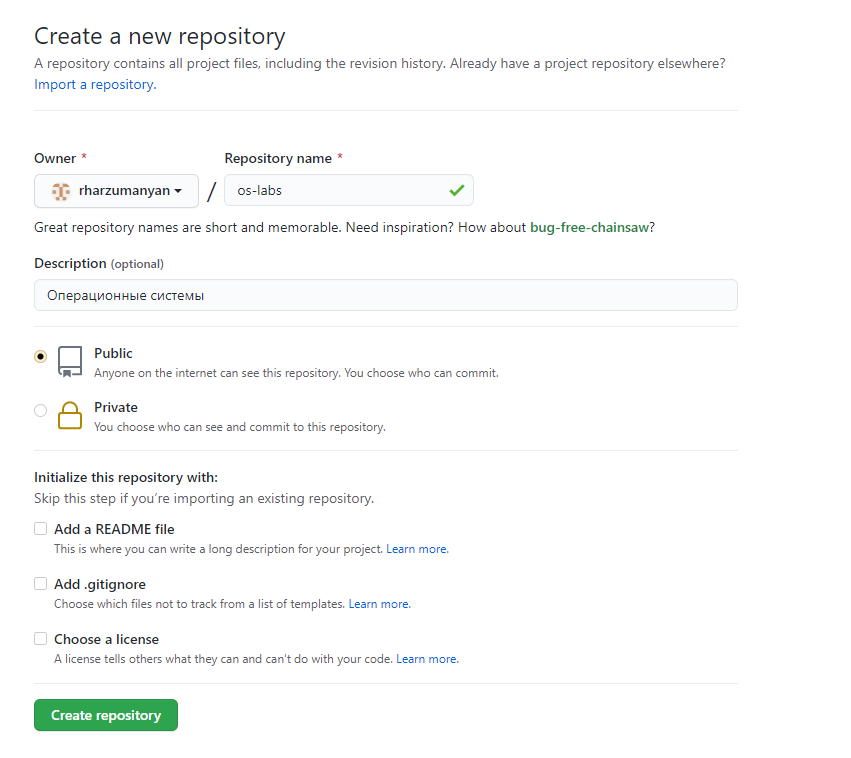 Create a new repository
A repository contains all project files, including the revision history. Already have a project repository elsewhere?
Import a repository.
Owner * Repository name *
rharzumanyan / os-labs
Great repository names are short and memorable. Need inspiration? How about bug-free-chainsaw?
Description (optional)
Операционные системы
Public
Anyone on the internet can see this repository. You choose who can commit.
Private
You choose who can see and commit to this repository.
Initialize this repository with:
Skip this step if you're importing an existing repository.
Add a README file
This is where you can write a long description for your project. Learn more.
Add .gitignore
Choose which files not to track from a list of templates. Learn more.
Choose a license
A license tells others what they can and can't do with your code. Learn more.
Create repository